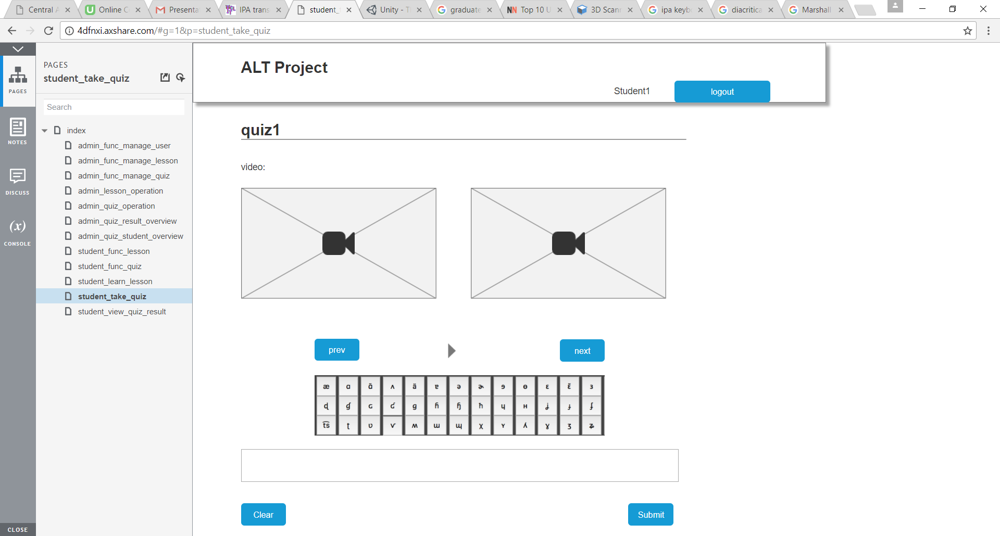 Central A
Online C
Presenta
IPA trans
student_
Unity - T
graduate
Top 10 U
3D Scann
ipa keybo
diacritica
Marshall
4dfnxi.axshare.com/#g=1&p=student_take_quiz
PAGES
NOTES
DISCUSS
(x)
CONSOLE
CLOSE
PAGES
student_take_quiz
Search
index
admin_func_manage_user
admin_func_manage_lesson
admin_func_manage_quiz
admin_lesson_operation
admin_quiz_operation
admin_quiz_result_overview
admin_quiz_student_overview
student_func_lesson
student_func_quiz
student_learn_lesson
student_take_quiz
student_view_quiz_result
ALT Project
Student1
logout
quiz1
video:
prev
next
æ ɑ ɑ̃ ʌ ä ɐ ə ɚ ɘ ɵ ɛ ɛ̃ ɜ
ɖ ɠ ɢ ʛ ɡ ɦ ɧ ħ ɥ ʜ ʝ ɟ ʄ
t͡s ʈ ʋ ⱱ ʍ ɯ ɰ χ ʏ ʎ ɣ ʒ ʑ
Clear
Submit